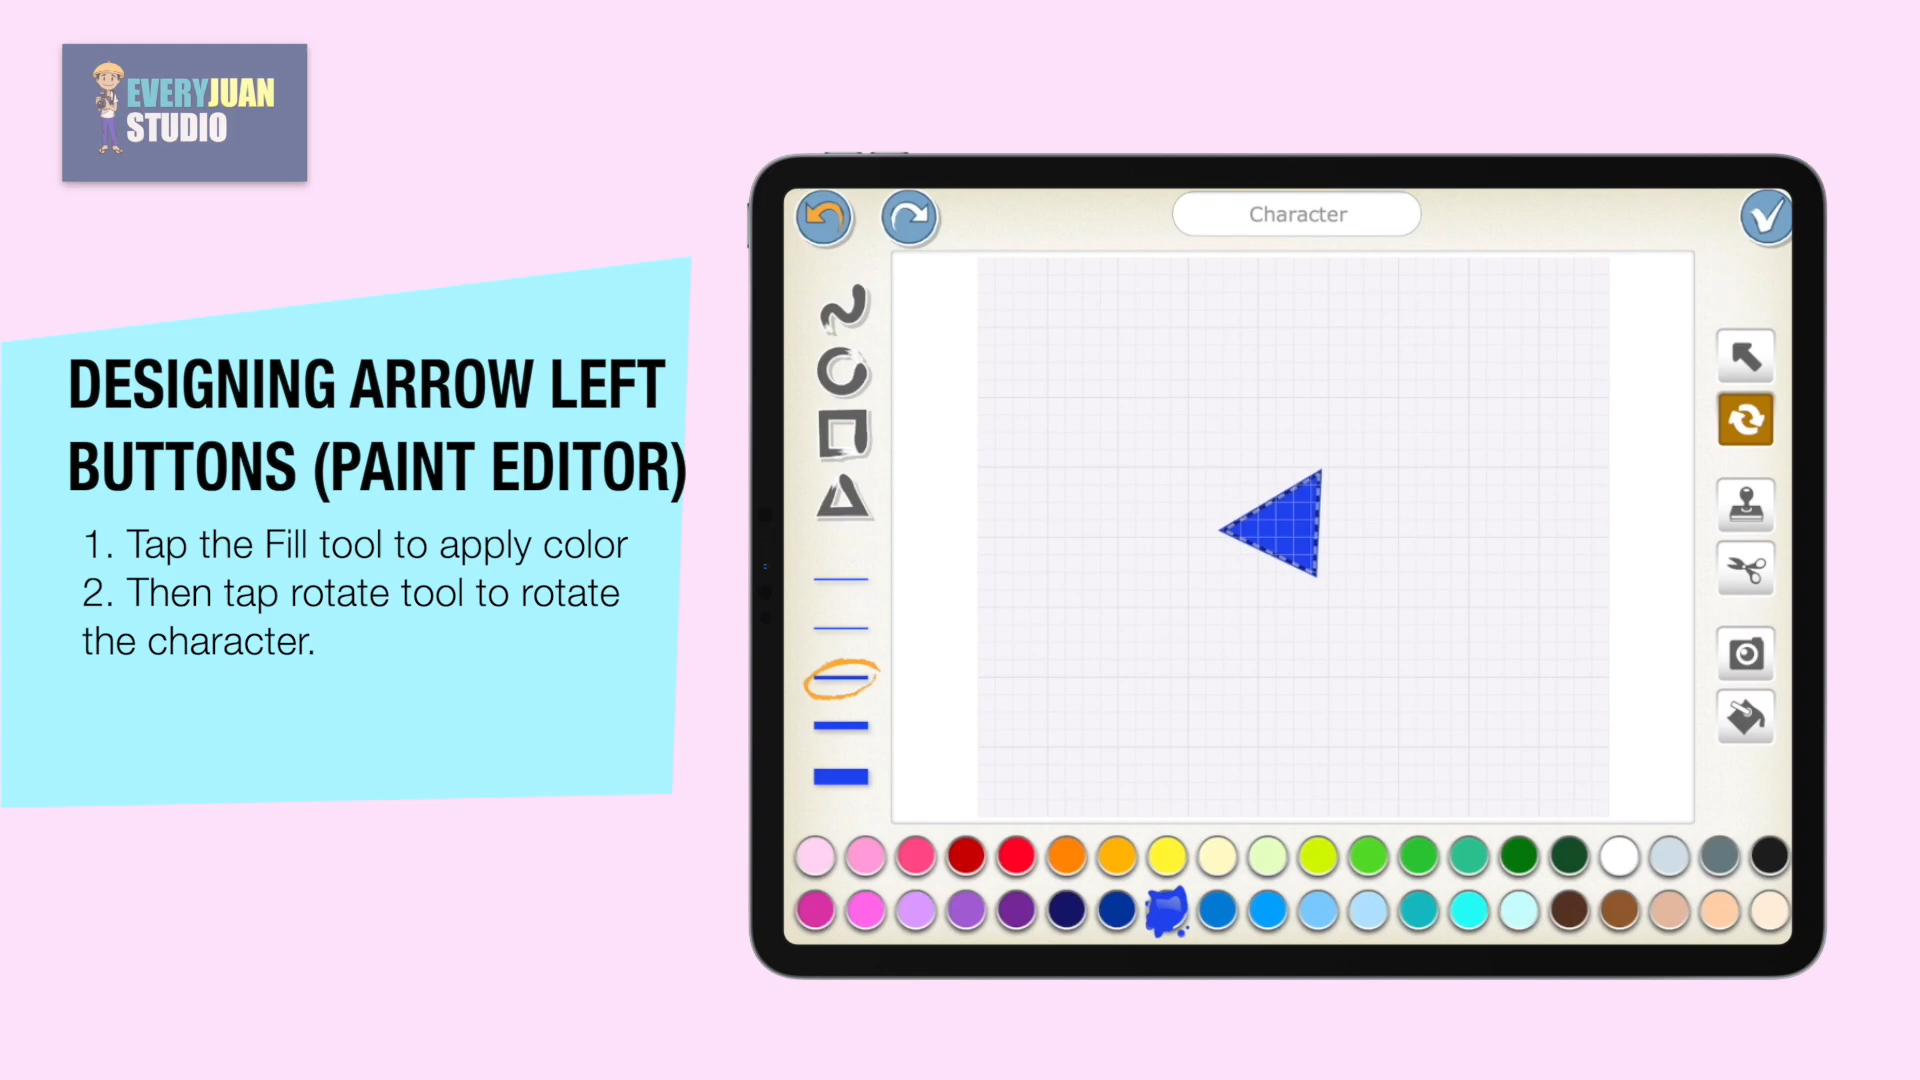 EVERYJUAN
STUDIO
DESIGNING ARROW LEFT
BUTTONS (PAINT EDITOR)
1. Tap the Fill tool to apply color
2. Then tap rotate tool to rotate
the character.
Character